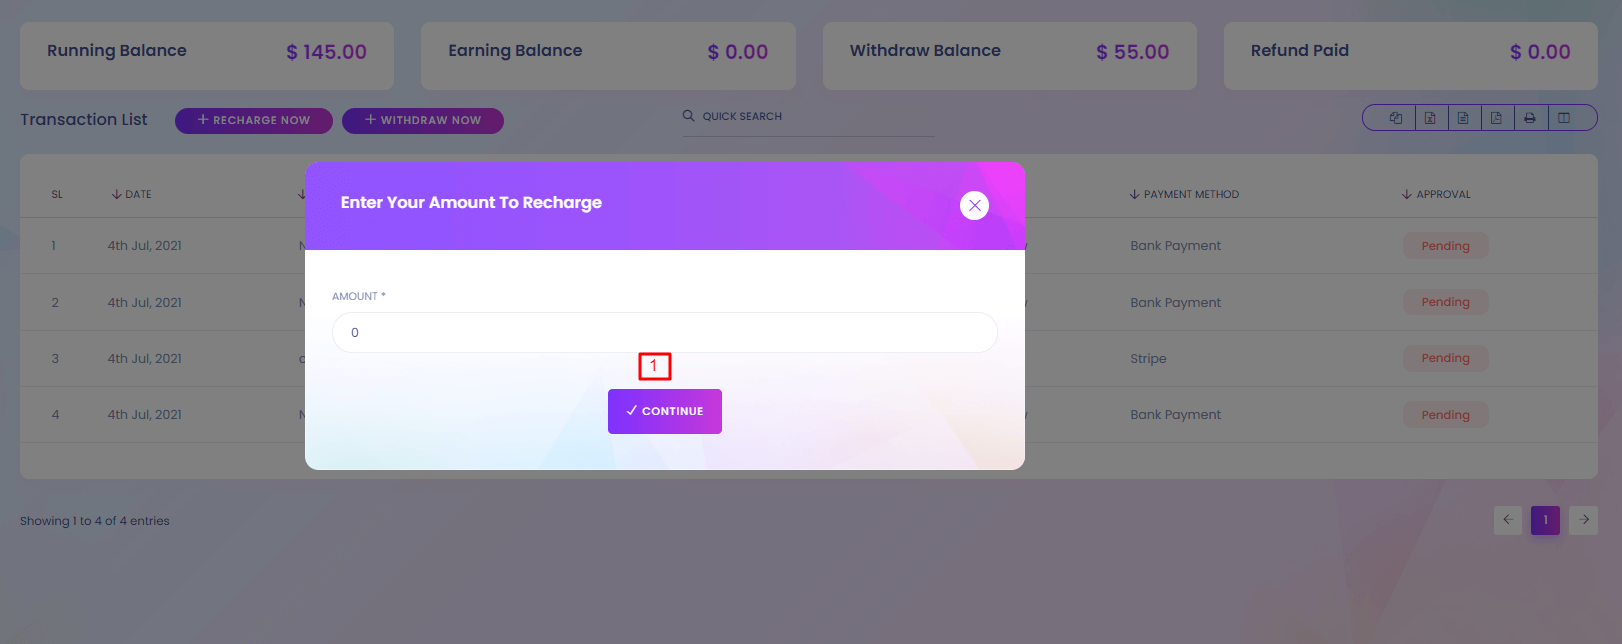 Running Balance $ 145.00
Earning Balance $ 0.00
Withdraw Balance $ 55.00
Refund Paid $ 0.00
Transaction List
RECHARGE NOW
WITHDRAW NOW
QUICK SEARCH
SL DATE PAYMENT METHOD APPROVAL
Enter Your Amount To Recharge
1 4th Jul, 2021 Bank Payment Pending
2 4th Jul, 2021 Bank Payment Pending
3 4th Jul, 2021 Stripe Pending
4 4th Jul, 2021 Bank Payment Pending
AMOUNT *
0
1
CONTINUE
Showing 1 to 4 of 4 entries
1